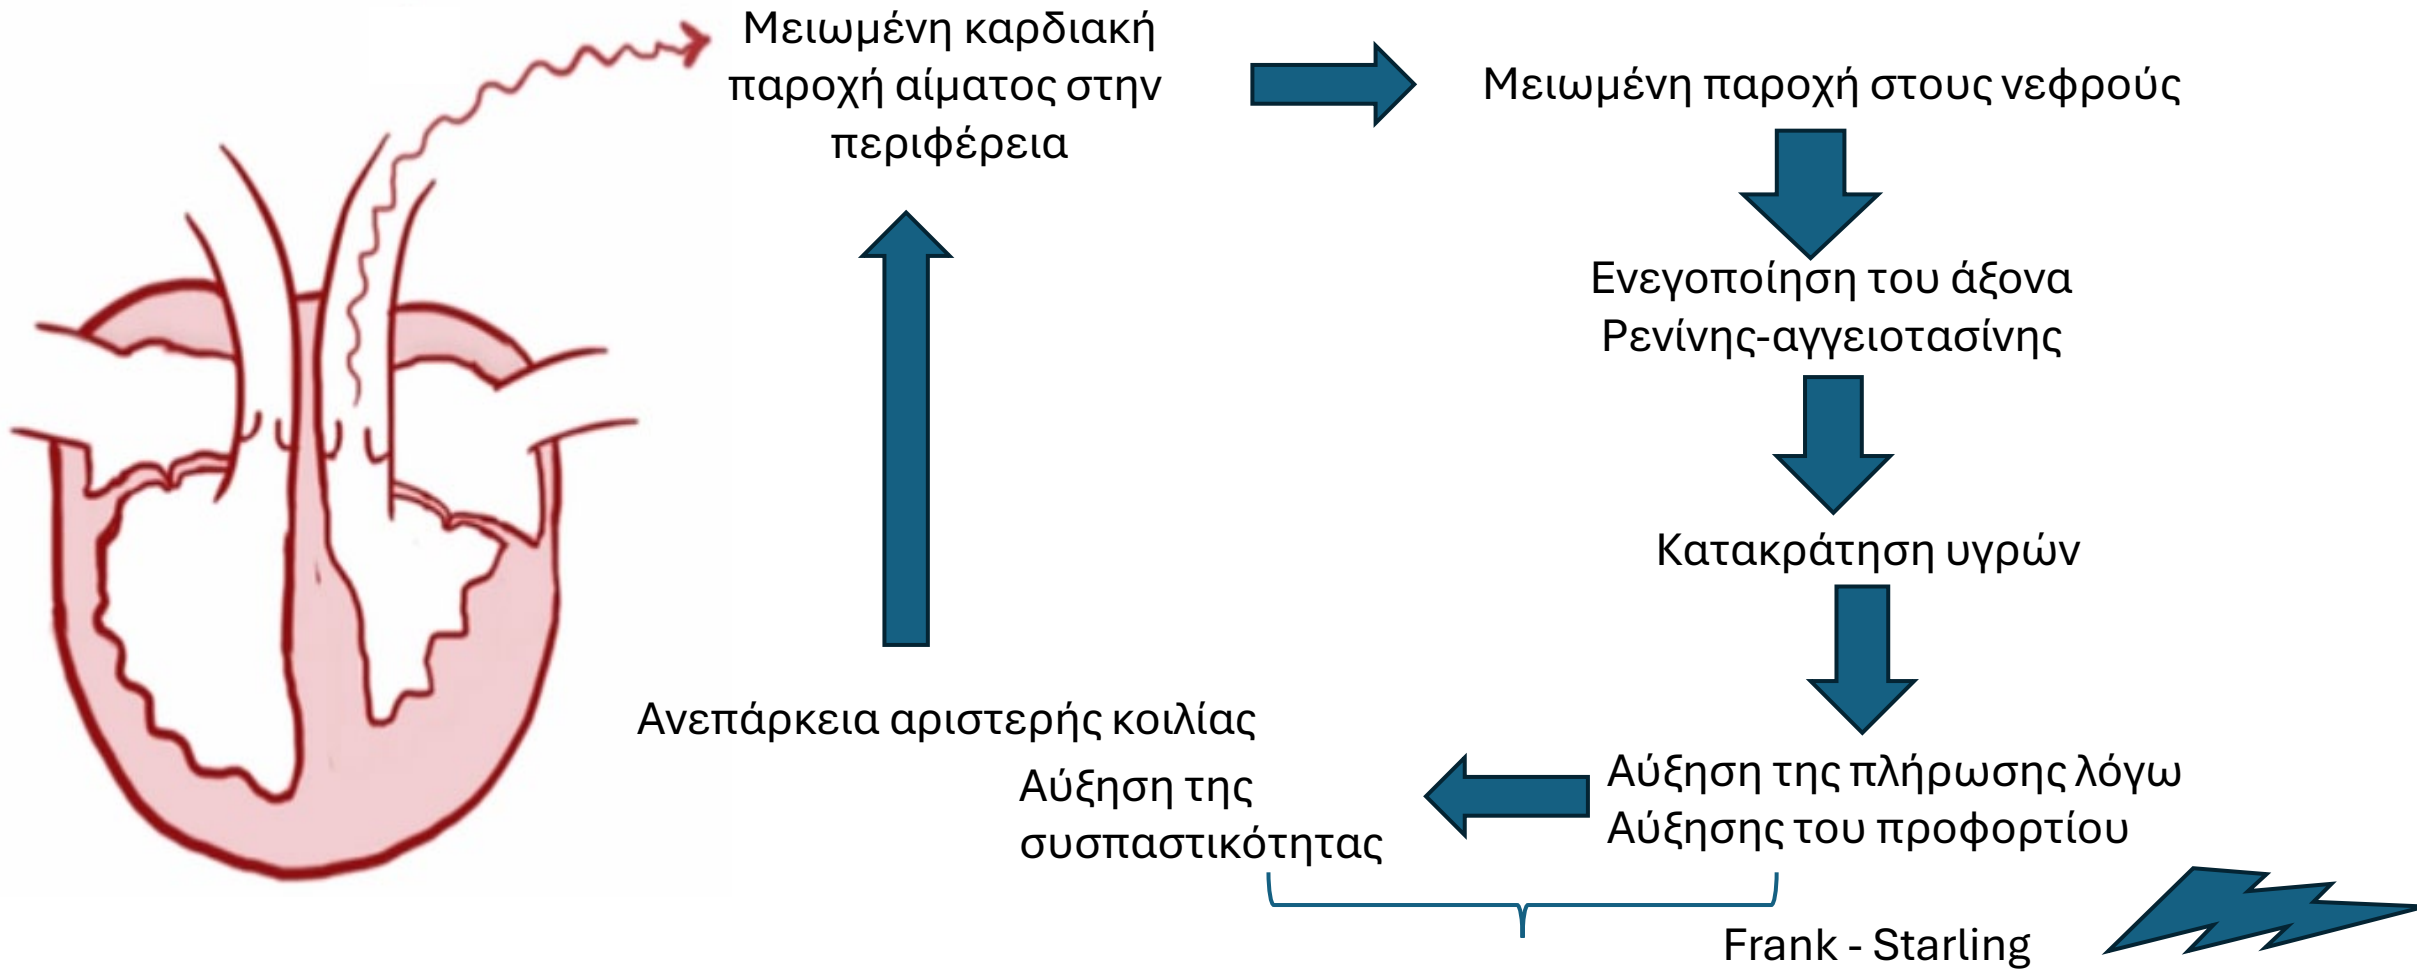 Μειωμένη καρδιακή
παροχή αίματος στην
περιφέρεια
Μειωμένη παροχή στους νεφρούς
Ενεγοποίηση του άξονα
Ρενίνης-αγγειοτασίνης
Κατακράτηση υγρών
Αύξηση της πλήρωσης λόγω
Αύξησης του προφορτίου
Ανεπάρκεια αριστερής κοιλίας
Αύξηση της
συσπαστικότητας
Frank - Starling